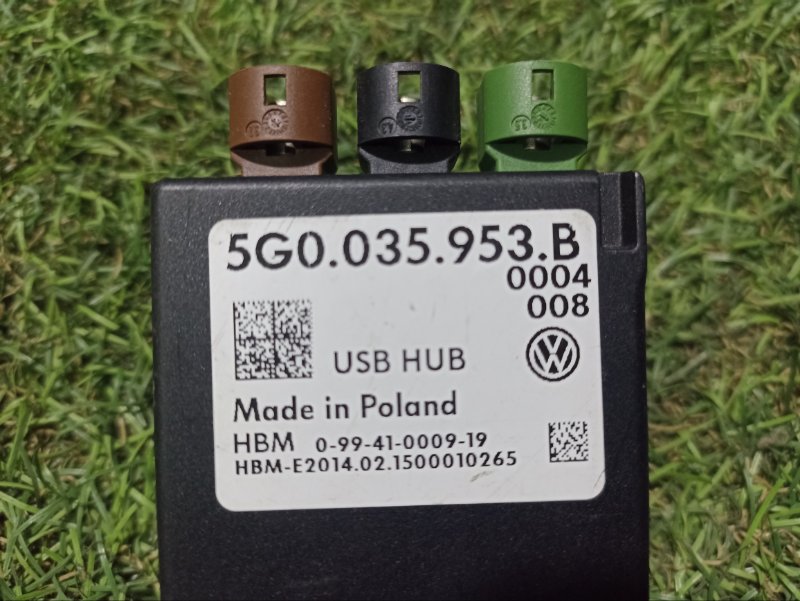 5G0.035.953.B
0004
008
USB HUB
Made in Poland
HBM 0-99-41-0009-19
HBM-E2014.02.1500010265